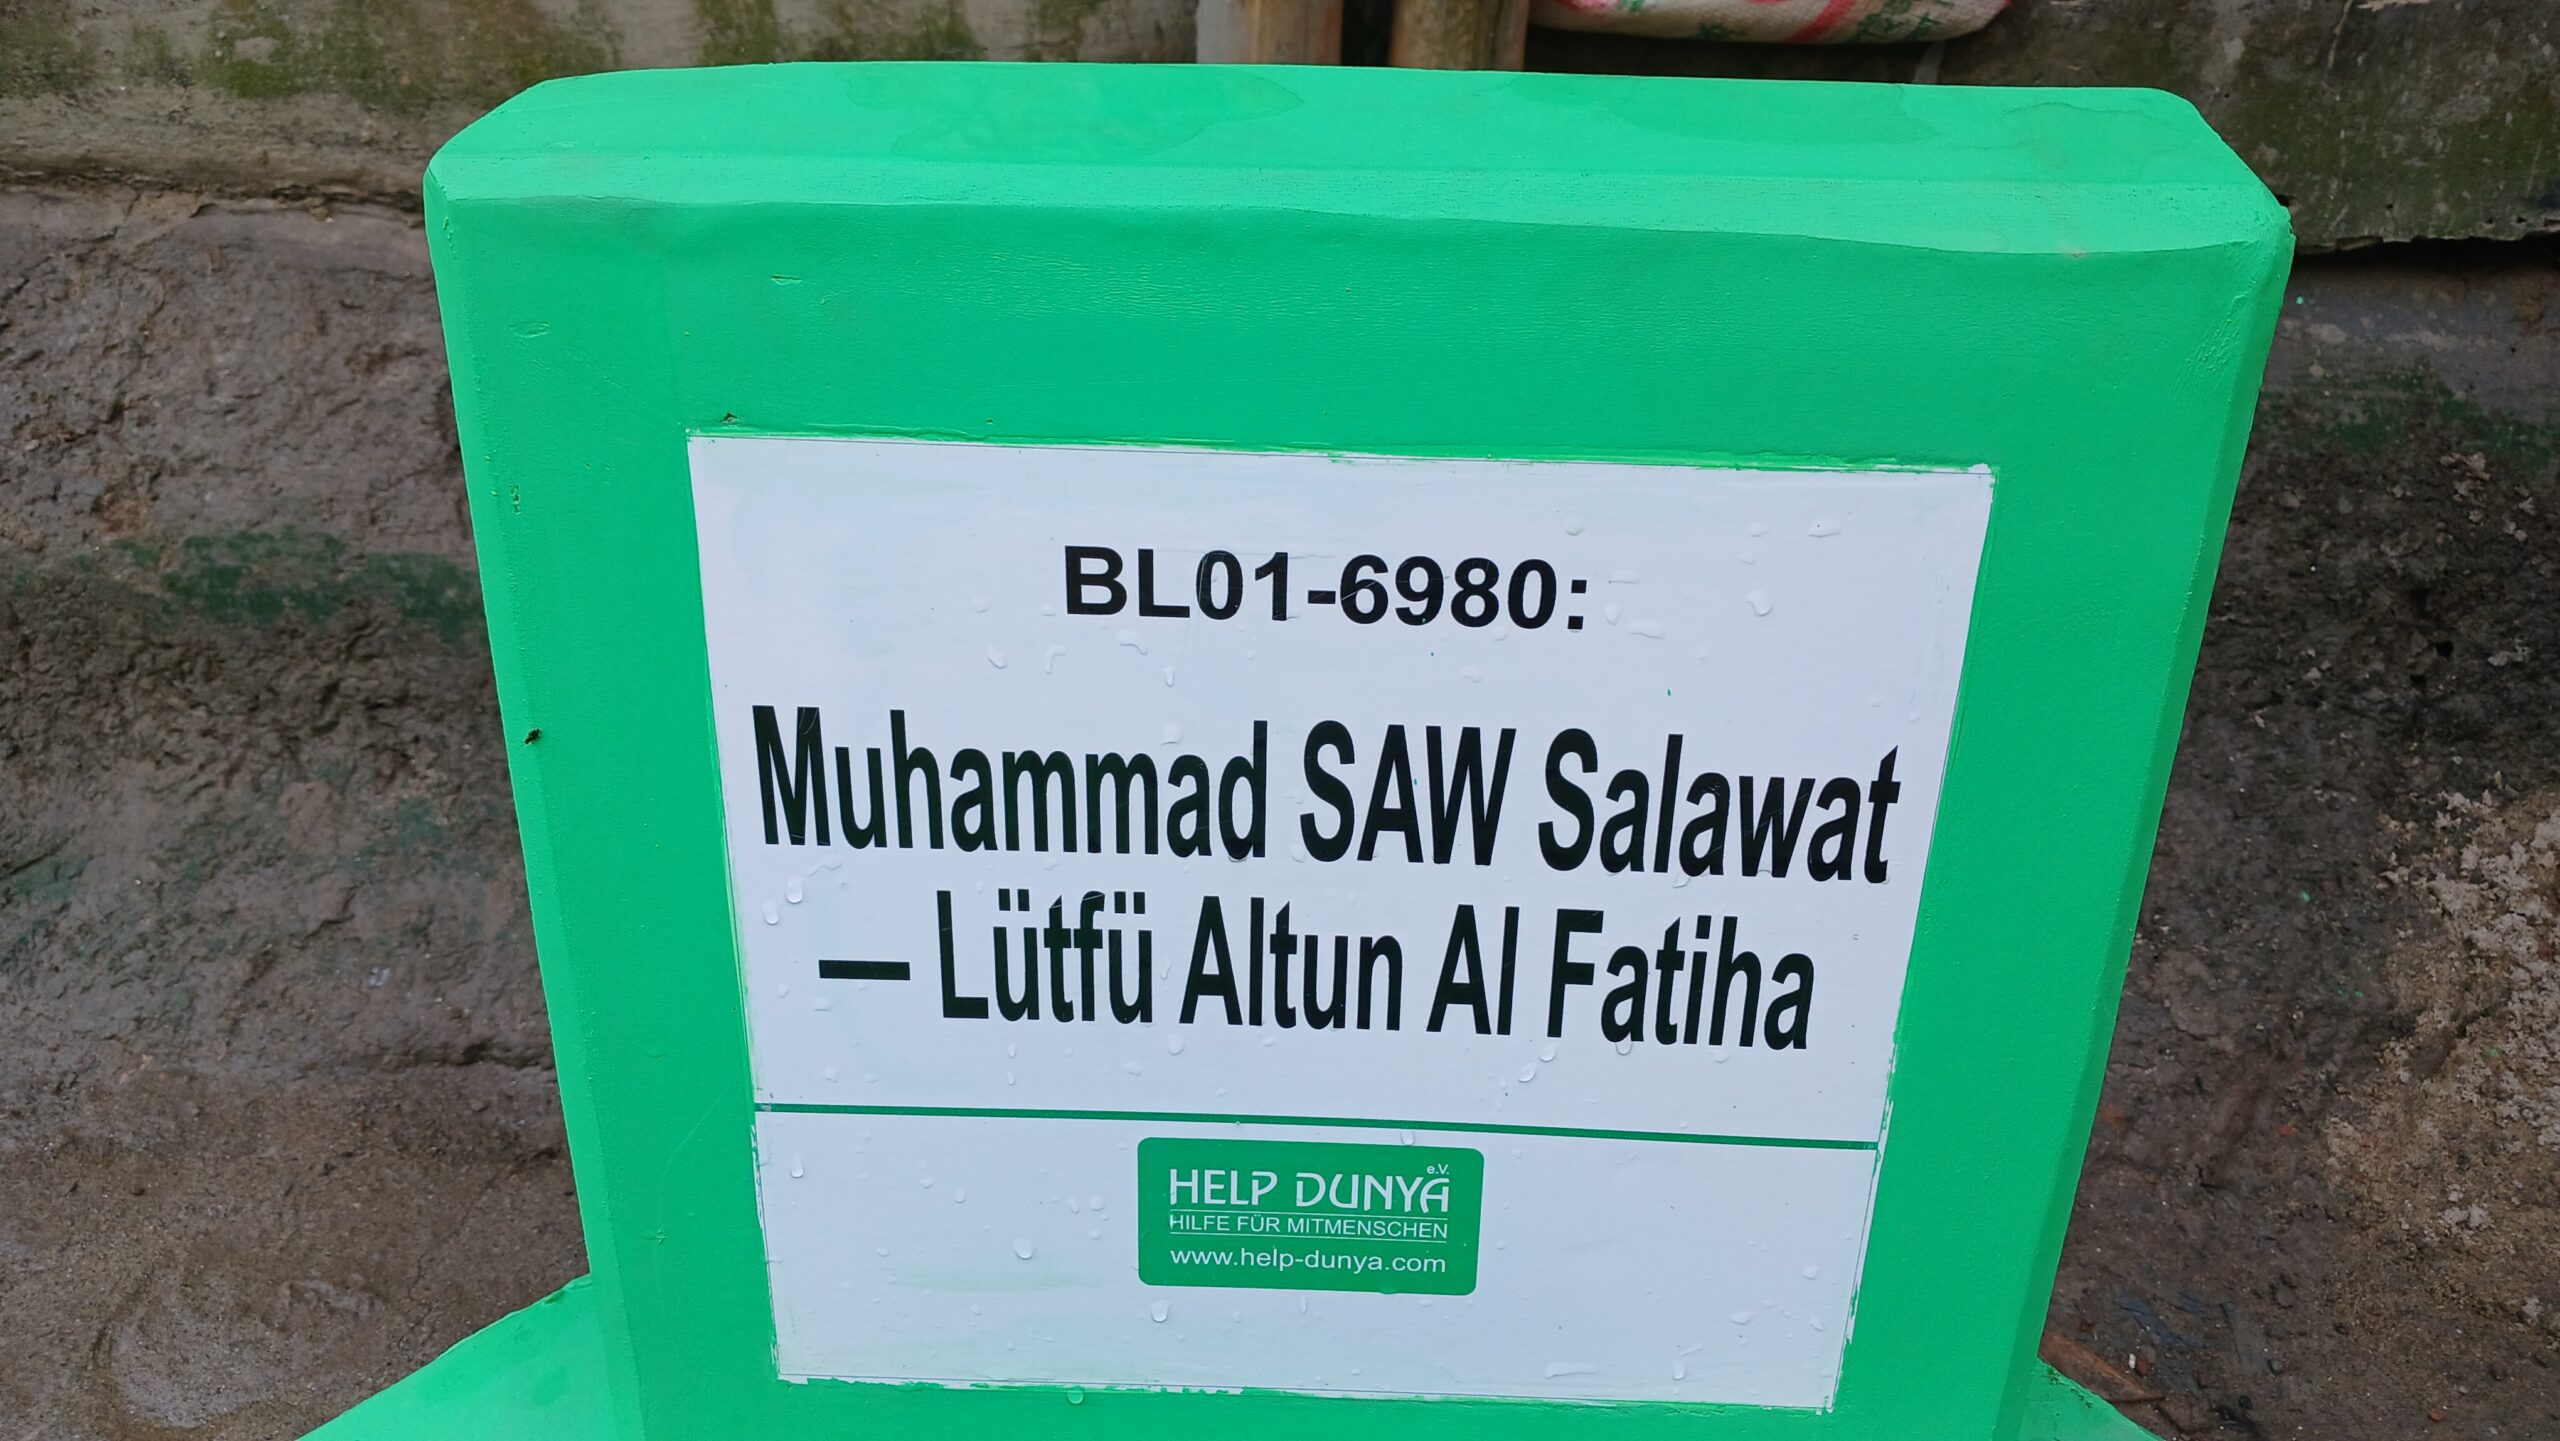 BL01-6980:
Muhammad SAW Salawat
— Lütfü Altun Al Fatiha
HELP DUNYA e.V.
HILFE FÜR MITMENSCHEN
www.help-dunya.com